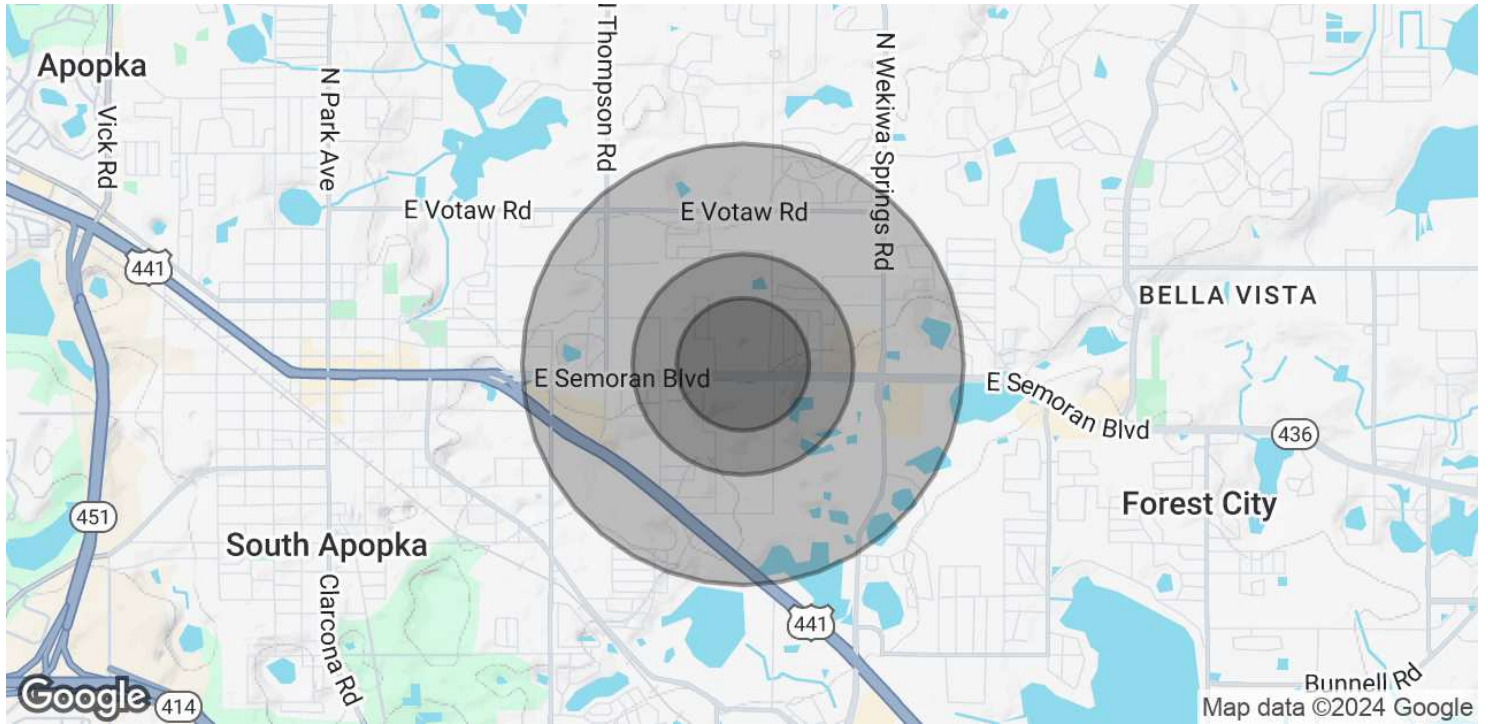 Apopka
Vick Rd
N Park Ave
Thompson Rd
N Wekiwa Springs Rd
E Votaw Rd
E Votaw Rd
441
BELLA VISTA
E Semoran Blvd
E Semoran Blvd
436
Forest City
451
South Apopka
Clarcona Rd
441
Bunnell Rd
Google
414
Map data ©2024 Google